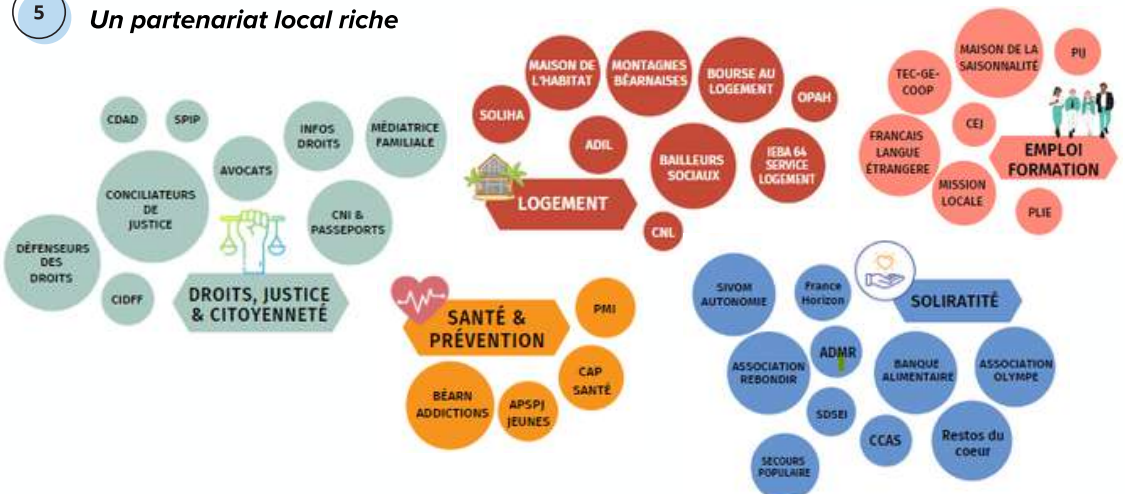 5
Un partenariat local riche
CDAD
SPIP
INFOS
DROITS
MÉDIATRICE
FAMILIALE
AVOCATS
CONCILIATEURS
DE
JUSTICE
CNI &
PASSEPORTS
DÉFENSEURS
DES
DROITS
CIDFF
DROITS, JUSTICE
& CITOYENNETÉ
MAISON DE
L'HABITAT
MONTAGNES
BÉARNAISES
BOURSE AU
LOGEMENT
OPAH
SOLIHA
ADIL
BAILLEURS
SOCIAUX
IEBA 64
SERVICE
LOGEMENT
LOGEMENT
CNL
MAISON DE LA
SAISONNALITÉ
PIJ
TEC-GE-
COOP
CEJ
FRANCAIS
LANGUE
ÉTRANGERE
EMPLOI
FORMATION
MISSION
LOCALE
PLIE
SANTÉ &
PRÉVENTION
PMI
CAP
SANTÉ
BÉARN
ADDICTIONS
APSPJ
JEUNES
SIVOM
AUTONOMIE
France
Horizon
SOLIRATITÉ
ASSOCIATION
REBONDIR
ADMR
BANQUE
ALIMENTAIRE
ASSOCIATION
OLYMPE
SDSEI
CCAS
Restos du
coeur
SECOURS
POPULAIRE